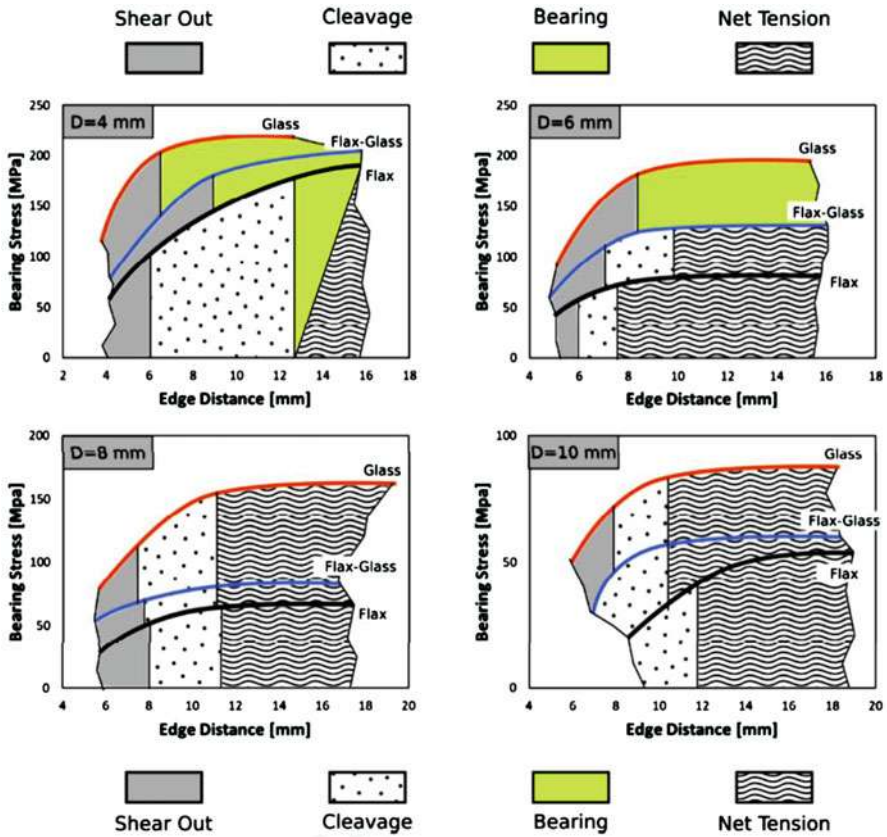 Shear Out Cleavage Bearing Net Tension
D=4 mm
Bearing Stress [MPa]
250
200
150
100
50
0
Glass
Flax-Glass
Flax
2 4 6 8 10 12 14 16 18
Edge Distance [mm]
D=6 mm
Bearing Stress [MPa]
250
200
150
100
50
0
Glass
Flax-Glass
Flax
4 6 8 10 12 14 16 18
Edge Distance [mm]
D=8 mm
Bearing Stress [Mpa]
200
150
100
50
0
Glass
Flax-Glass
Flax
4 6 8 10 12 14 16 18 20
Edge Distance [mm]
D=10 mm
Bearing Stress [Mpa]
100
50
0
Glass
Flax-Glass
Flax
4 6 8 10 12 14 16 18 20
Edge Distance [mm]
Shear Out Cleavage Bearing Net Tension